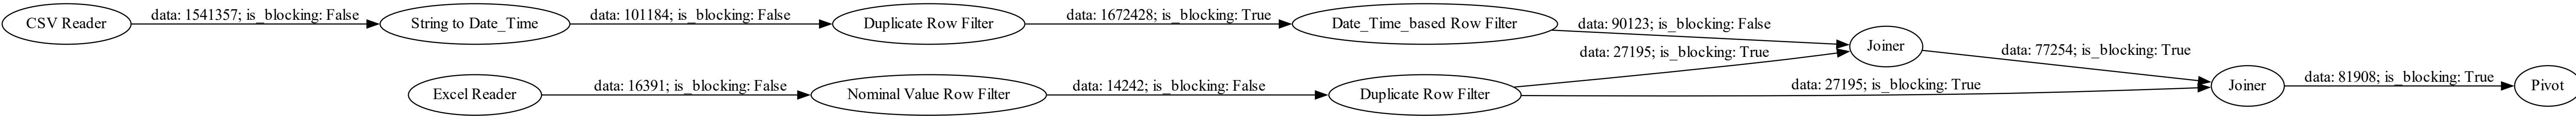 CSV Reader
data: 1541357; is_blocking: False
String to Date_Time
data: 101184; is_blocking: False
Duplicate Row Filter
data: 1672428; is_blocking: True
Date_Time_based Row Filter
data: 90123; is_blocking: False
Joiner
data: 27195; is_blocking: True
data: 77254; is_blocking: True
Excel Reader
data: 16391; is_blocking: False
Nominal Value Row Filter
data: 14242; is_blocking: False
Duplicate Row Filter
data: 27195; is_blocking: True
Joiner
data: 81908; is_blocking: True
Pivot